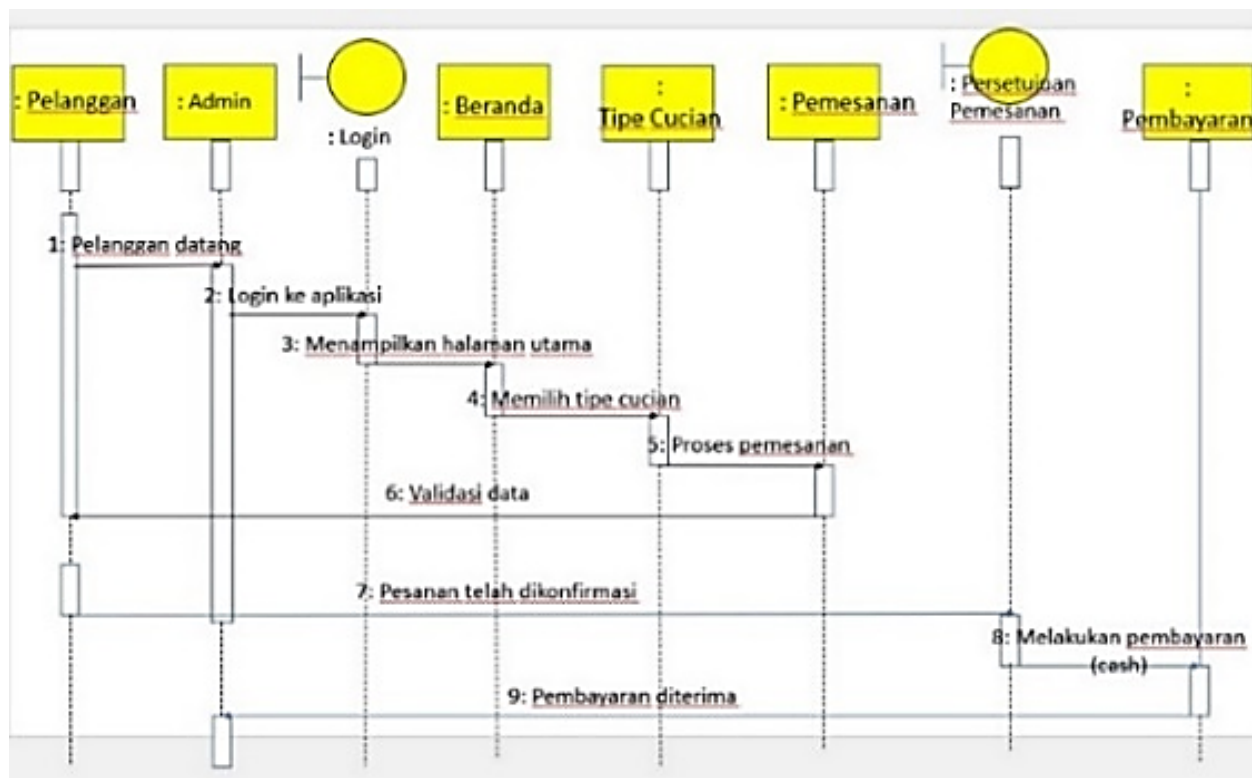 : Pelanggan
: Admin
: Login
: Beranda
:
Tipe Cucian
: Pemesanan
: Persetujuan
Pemesanan
:
Pembayaran
1: Pelanggan datang
2: Login ke aplikasi
3: Menampilkan halaman utama
4: Memilih tipe cucian
5: Proses pemesanan
6: Validasi data
7: Pesanan telah dikonfirmasi
8: Melakukan pembayaran
(cash)
9: Pembayaran diterima